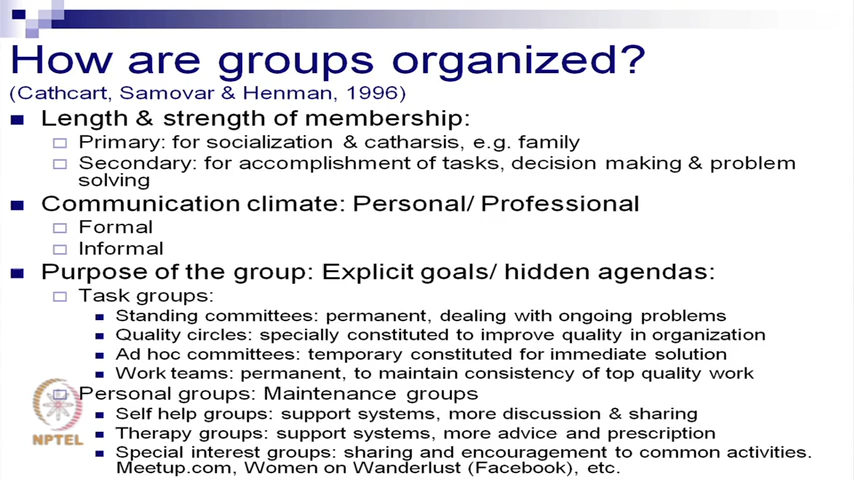 How are groups organized?
(Cathcart, Samovar & Henman, 1996)
Length & strength of membership:
Primary: for socialization & catharsis, e.g. family
Secondary: for accomplishment of tasks, decision making & problem
solving
Communication climate: Personal/ Professional
Formal
Informal
Purpose of the group: Explicit goals/ hidden agendas:
Task groups:
Standing committees: permanent, dealing with ongoing problems
Quality circles: specially constituted to improve quality in organization
Ad hoc committees: temporary constituted for immediate solution
Work teams: permanent, to maintain consistency of top quality work
Personal groups: Maintenance groups
Self help groups: support systems, more discussion & sharing
Therapy groups: support systems, more advice and prescription
Special interest groups: sharing and encouragement to common activities.
Meetup.com, Women on Wanderlust (Facebook), etc.
NPTEL